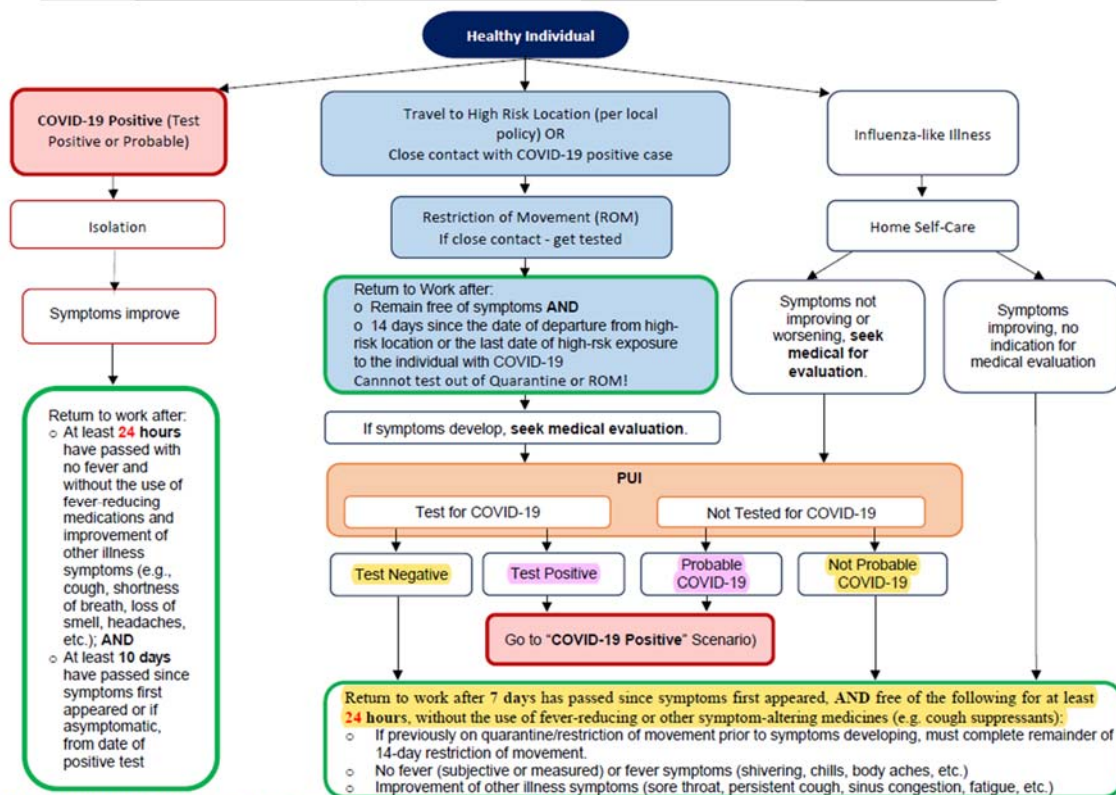 Healthy Individual
COVID-19 Positive (Test
Positive or Probable)
Isolation
Symptoms improve
Return to work after:
o At least 24 hours
have passed with
no fever and
without the use of
fever-reducing
medications and
improvement of
other illness
symptoms (e.g.,
cough, shortness
of breath, loss of
smell, headaches,
etc.); AND
o At least 10 days
have passed since
symptoms first
appeared or if
asymptomatic,
from date of
positive test
Travel to High Risk Location (per local
policy) OR
Close contact with COVID-19 positive case
Restriction of Movement (ROM)
If close contact - get tested
Return to Work after:
o Remain free of symptoms AND
o 14 days since the date of departure from high-
risk location or the last date of high-rsk exposure
to the individual with COVID-19
Cannnot test out of Quarantine or ROM!
If symptoms develop, seek medical evaluation.
Influenza-like Illness
Home Self-Care
Symptoms not
improving or
worsening, seek
medical for
evaluation.
Symptoms
improving, no
indication for
medical evaluation
PUI
Test for COVID-19
Not Tested for COVID-19
Test Negative
Test Positive
Probable
COVID-19
Not Probable
COVID-19
Go to "COVID-19 Positive" Scenario)
Return to work after 7 days has passed since symptoms first appeared, AND free of the following for at least
24 hours, without the use of fever-reducing or other symptom-altering medicines (e.g. cough suppressants):
o If previously on quarantine/restriction of movement prior to symptoms developing, must complete remainder of
14-day restriction of movement.
o No fever (subjective or measured) or fever symptoms (shivering, chills, body aches, etc.)
o Improvement of other illness symptoms (sore throat, persistent cough, sinus congestion, fatigue, etc.)